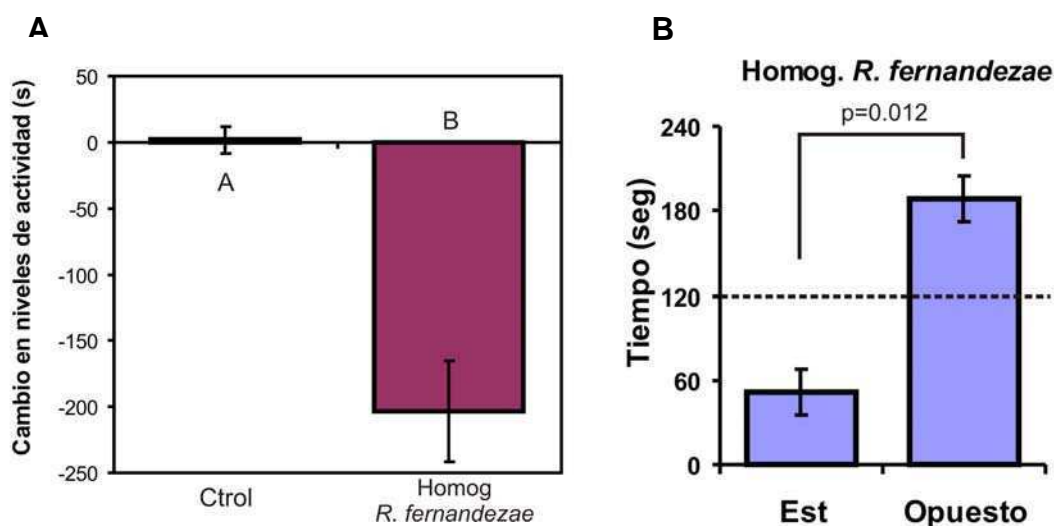 A
Cambio en niveles de actividad (s)
50
0
-50
-100
-150
-200
-250
A
B
Ctrol
Homog
R. fernandezae
B
Homog. R. fernandezae
p=0.012
Tiempo (seg)
240
180
120
60
0
Est
Opuesto